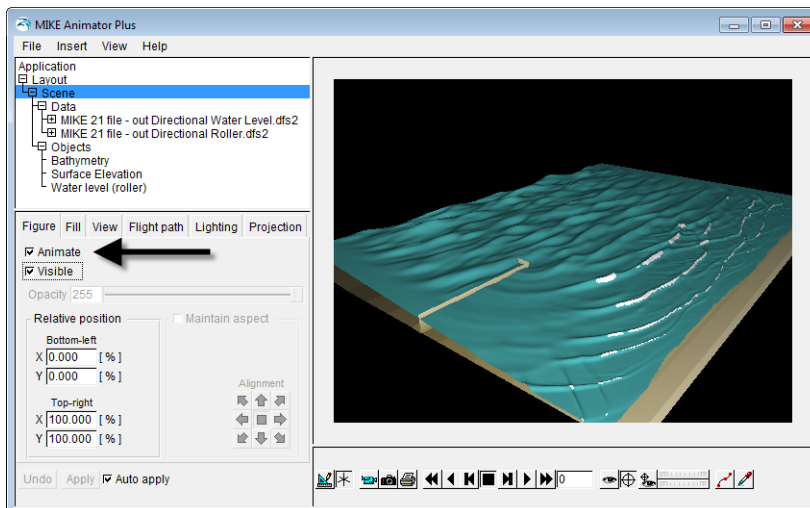 MIKE Animator Plus
File Insert View Help
Application
Layout
Scene
Data
MIKE 21 file - out Directional Water Level.dfs2
MIKE 21 file - out Directional Roller.dfs2
Objects
Bathymetry
Surface Elevation
Water level (roller)
Figure Fill View Flight path Lighting Projection
Animate
Visible
Opacity 255
Relative position
Maintain aspect
Bottom-left
X 0.000 [ % ]
Y 0.000 [ % ]
Alignment
Top-right
X 100.000 [ % ]
Y 100.000 [ % ]
Undo Apply Auto apply
0